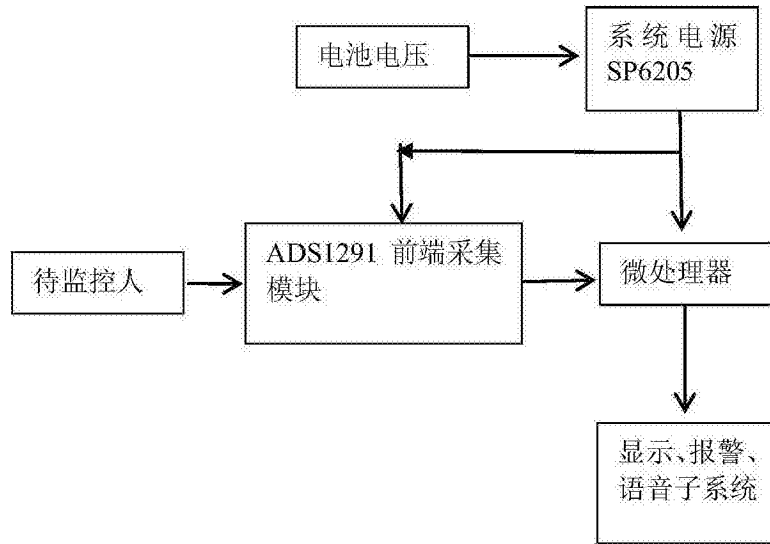 电池电压
系统电源
SP6205
ADS1291 前端采集
模块
待监控人
微处理器
显示、报警、
语音子系统